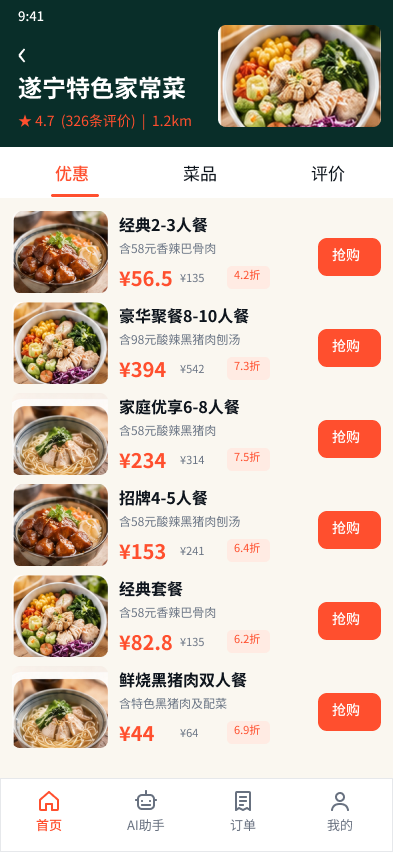 9:41
遂宁特色家常菜
★ 4.7 (326条评价) | 1.2km
优惠 菜品 评价
经典2-3人餐
含58元香辣巴骨肉
¥56.5 ¥135 4.2折 抢购
豪华聚餐8-10人餐
含98元酸辣黑猪肉刨汤
¥394 ¥542 7.3折 抢购
家庭优享6-8人餐
含58元酸辣黑猪肉
¥234 ¥314 7.5折 抢购
招牌4-5人餐
含58元酸辣黑猪肉刨汤
¥153 ¥241 6.4折 抢购
经典套餐
含58元香辣巴骨肉
¥82.8 ¥135 6.2折 抢购
鲜烧黑猪肉双人餐
含特色黑猪肉及配菜
¥44 ¥64 6.9折 抢购
首页 AI助手 订单 我的